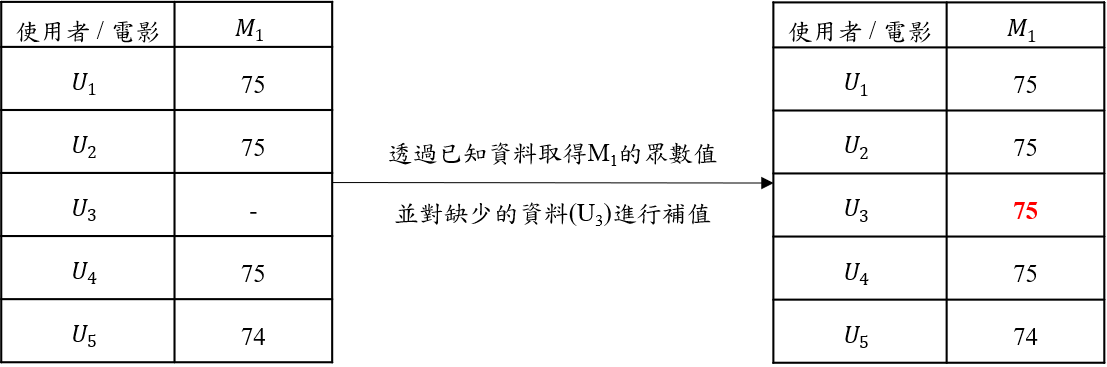 使用者 / 電影 M₁
U₁ 75
U₂ 75
U₃ -
U₄ 75
U₅ 74
透過已知資料取得M₁的眾數值
並對缺少的資料(U₃)進行補值
使用者 / 電影 M₁
U₁ 75
U₂ 75
U₃ 75
U₄ 75
U₅ 74